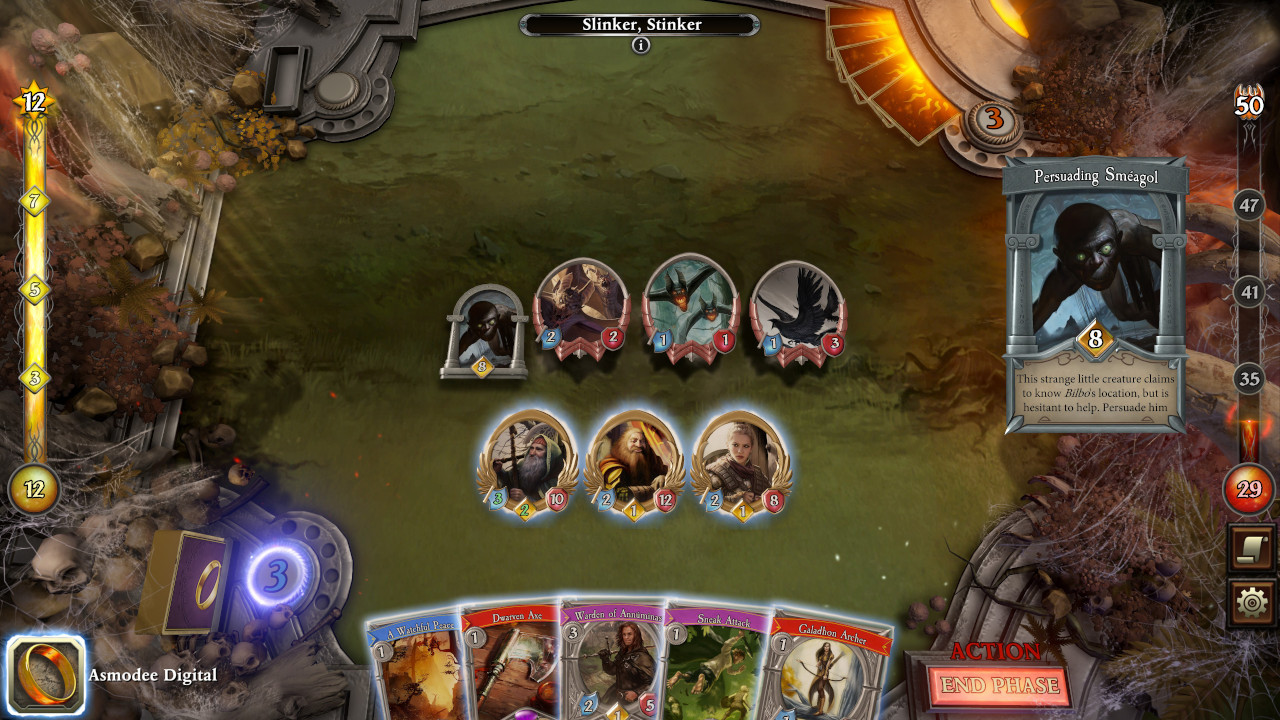 Slinker, Stinker
i
12
7
5
3
12
3
50
47
41
35
29
Persuading Sméagol
8
This strange little creature claims
to know Bilbo's location, but is
hesitant to help. Persuade him
8
2
2
1
1
1
3
3
2
10
2
1
12
2
1
8
3
A Watchful Peace
1
Dwarven Axe
1
Warden of Annúminas
3
2
1
5
Sneak Attack
1
Galadhon Archer
1
Asmodee Digital
ACTION
END PHASE